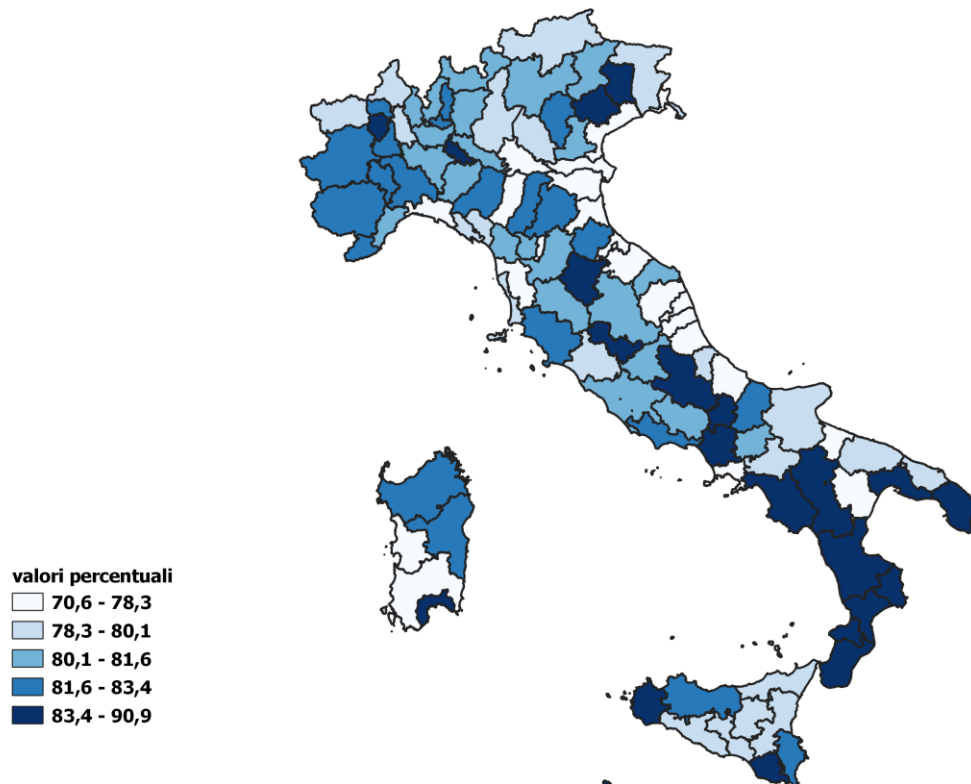 valori percentuali
70,6 - 78,3
78,3 - 80,1
80,1 - 81,6
81,6 - 83,4
83,4 - 90,9